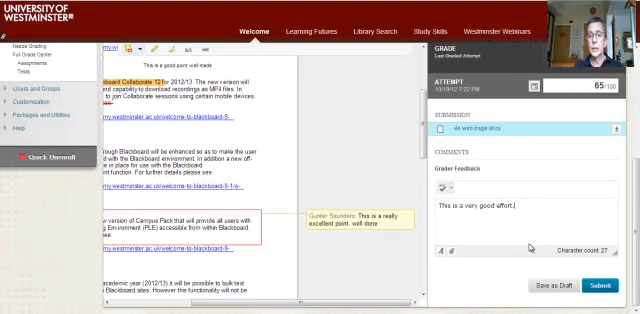 UNIVERSITY OF
WESTMINSTER
Welcome
Learning Futures
Library Search
Study Skills
Westminster Webinars
Needs Grading
Full Grade Center
Assignments
Tests
Users and Groups
Customization
Packages and Utilities
Help
Quick Unenroll
This is a good point well made
board Collaborate 12 for 2012/13. The new version will
and capability to download recordings as MP4 files. In
to join Collaborate sessions using certain mobile devices.
my.westminster.ac.uk/welcome-to-blackboard-9-
hrough Blackboard will be enhanced so as to make the user
d with the Blackboard environment. In addition a new off-
e in place for use with the Blackboard
ent function. For further details please see:
my.westminster.ac.uk/welcome-to-blackboard-9-1/e-
w version of Campus Pack that will provide all users with
g Environment (PLE) accessible from within Blackboard
ee:
my.westminster.ac.uk/welcome-to-blackboard-9-
Gunter Saunders: This is a really
excellent point. well done
academic year (2012/13) it will be possible to bulk text
n Blackboard sites. However this functionality will not be
GRADE
Last Graded Attempt
ATTEMPT
10/19/12 7:22 PM
65/100
SUBMISSION
vle web page.docx
COMMENTS
Grader Feedback
This is a very good effort.
Character count: 27
Save as Draft
Submit